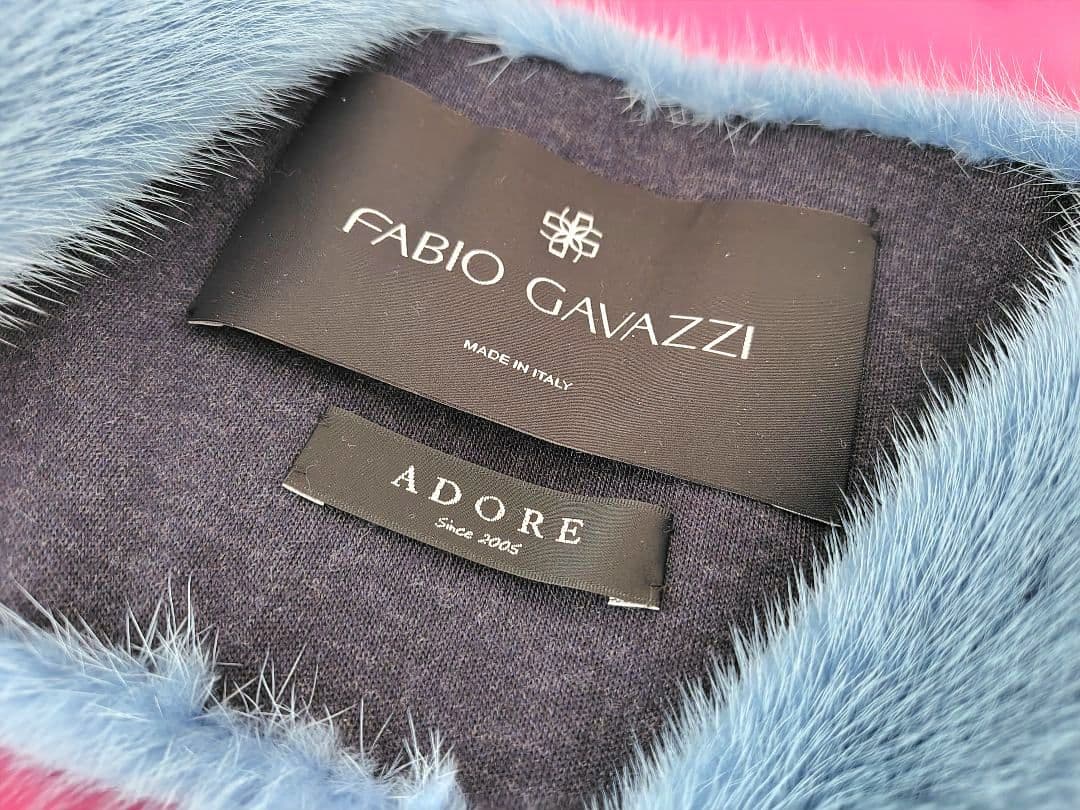 FABIO GAVAZZI
MADE IN ITALY
ADORE
Since 2005